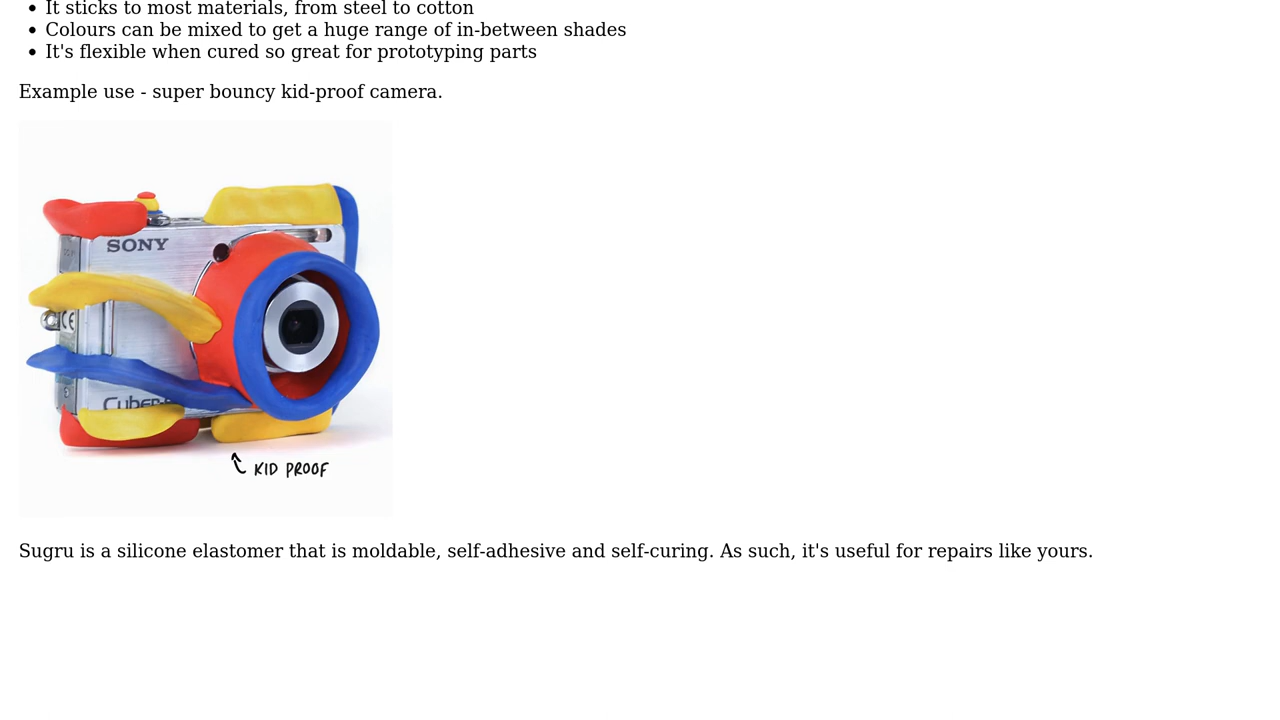 It sticks to most materials, from steel to cotton
Colours can be mixed to get a huge range of in-between shades
It's flexible when cured so great for prototyping parts
Example use - super bouncy kid-proof camera.
SONY
CE
Cyber-
KID PROOF
Sugru is a silicone elastomer that is moldable, self-adhesive and self-curing. As such, it's useful for repairs like yours.